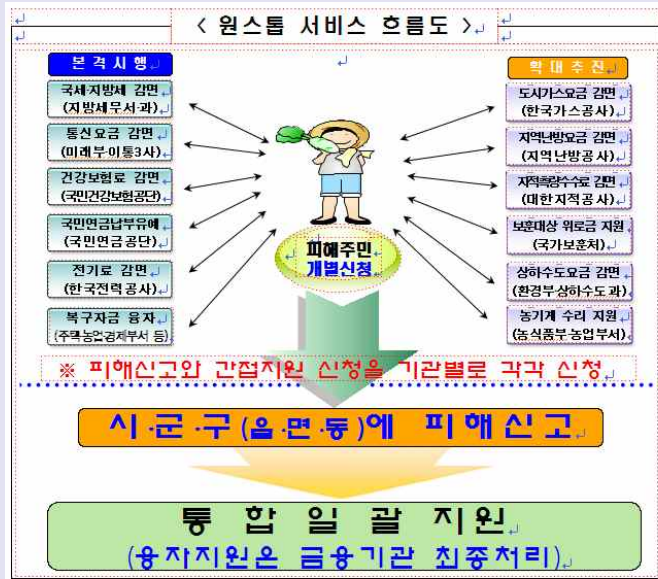 < 원스톱 서비스 흐름도 >
본격시행
국세·지방세 감면
(지방세무서·과)
통신요금 감면
(미래부·이통3사)
건강보험료 감면
(국민건강보험공단)
국민연금납부유예
(국민연금공단)
전기료 감면
(한국전력공사)
복구자금 융자
(주택·농업경제부서 등)
확대추진
도시가스요금 감면
(한국가스공사)
지역난방요금 감면
(지역난방공사)
지적측량수수료 감면
(대한지적공사)
보훈대상 위로금 지원
(국가보훈처)
상하수도요금 감면
(환경부·상하수도과)
농기계 수리 지원
(농식품부·농업부서)
피해주민
개별신청
※ 피해신고와 간접지원 신청을 기관별로 각각 신청
시·군·구(읍·면·동)에 피해신고
통합일괄 지원
(융자지원은 금융기관 최종처리)